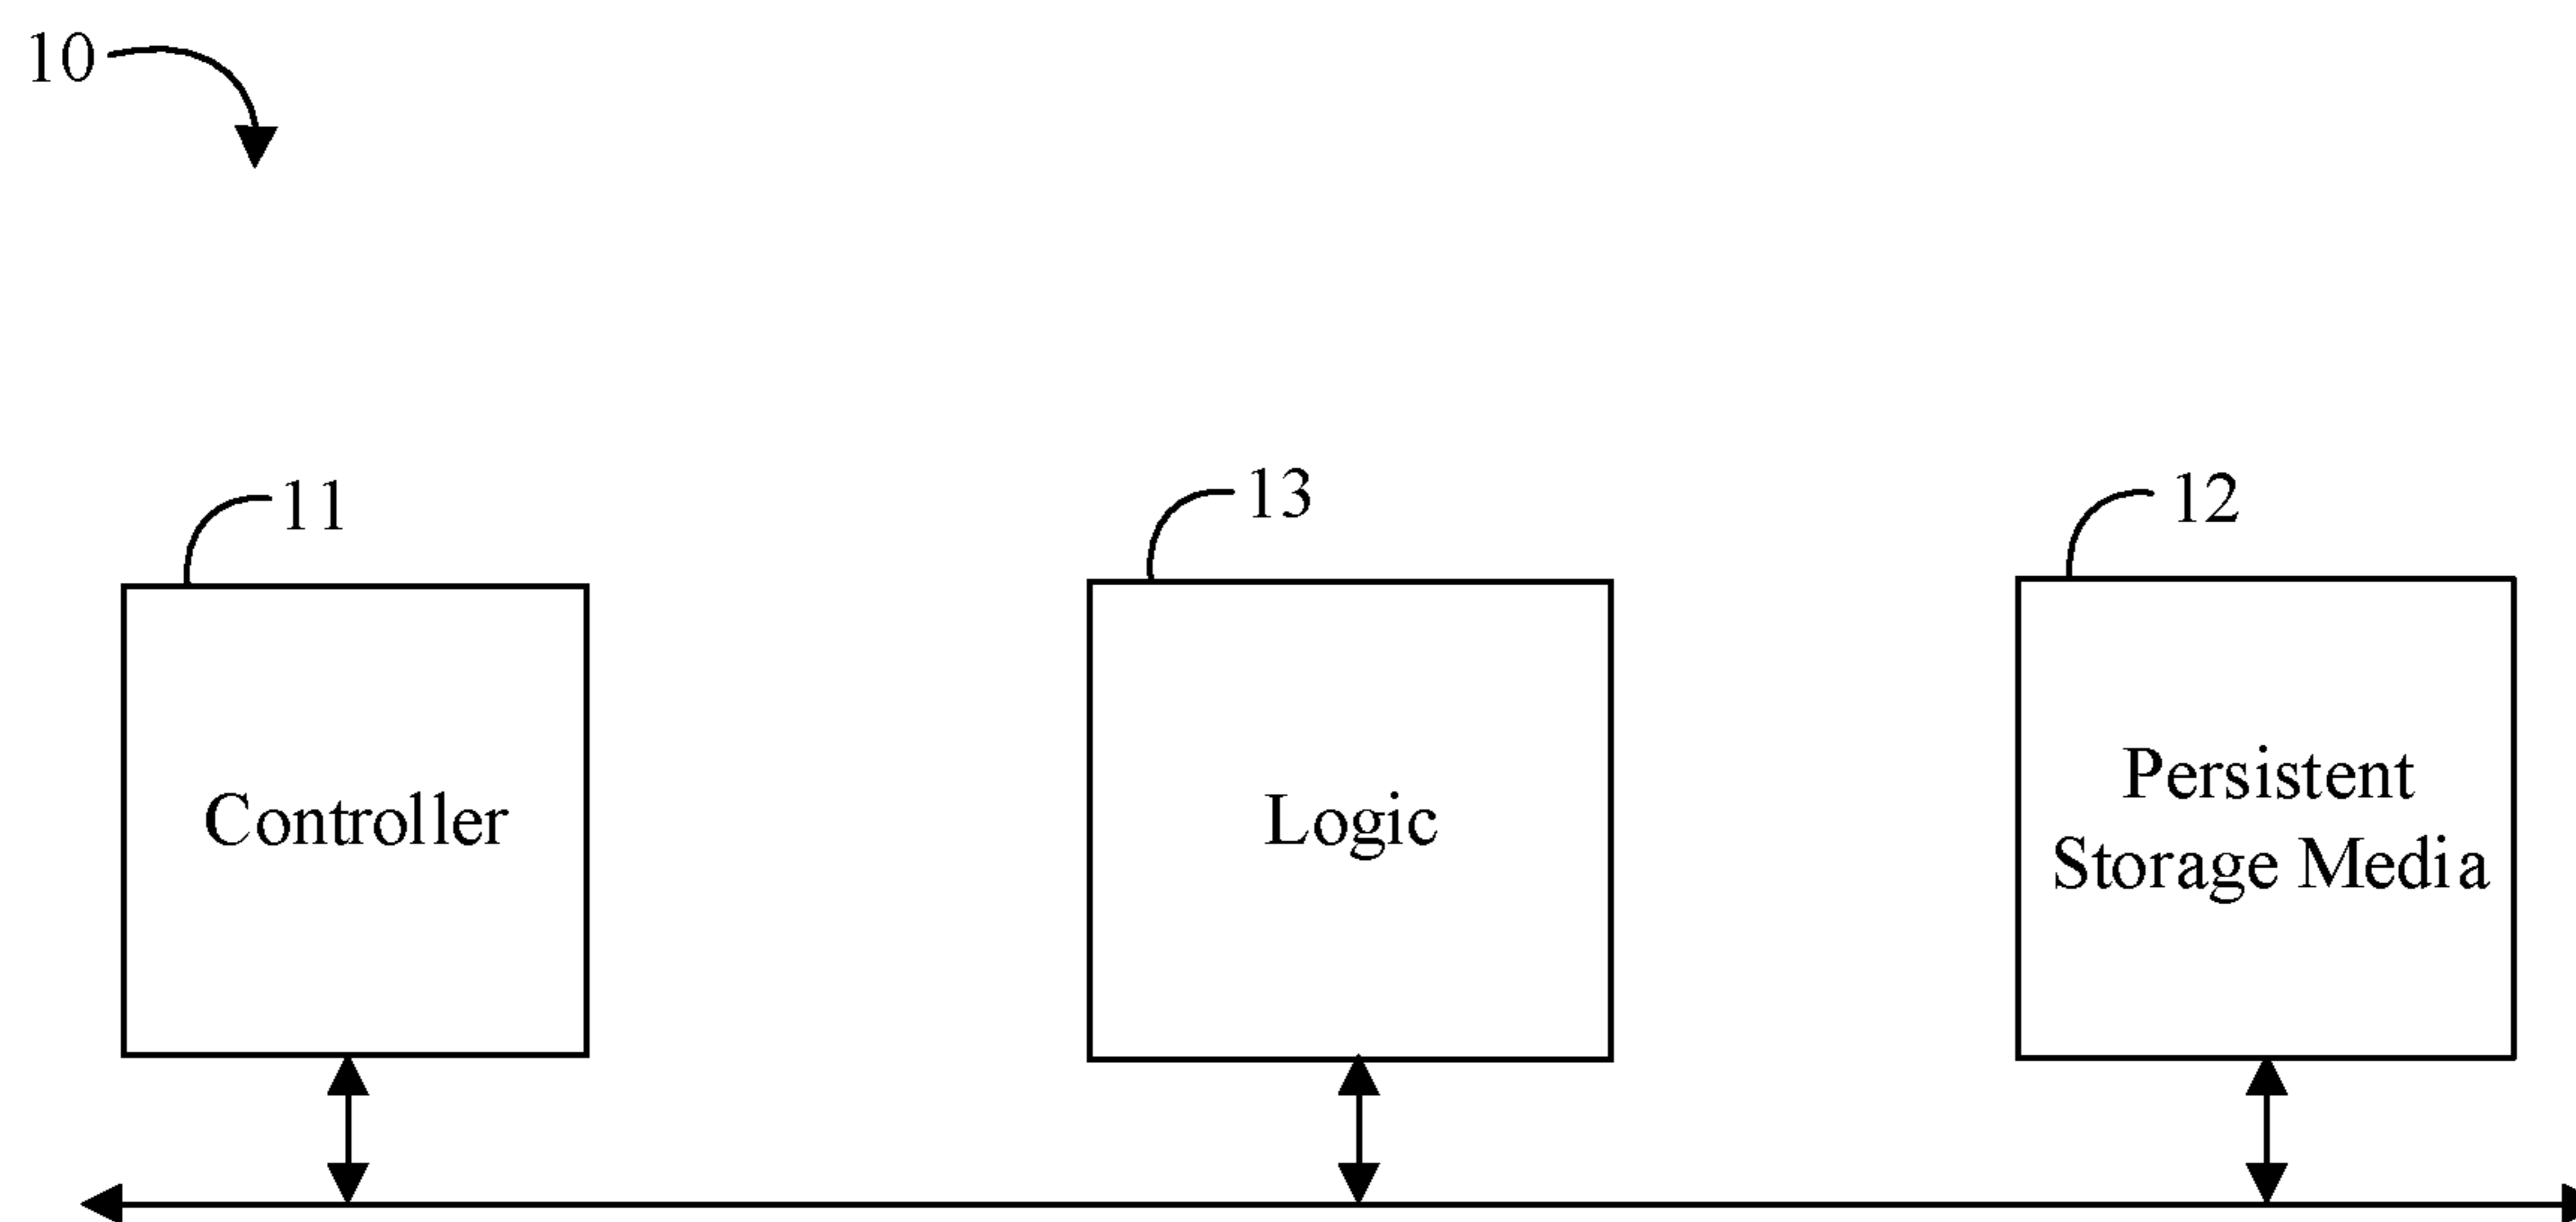 10
11
13
12
Controller
Logic
Persistent
Storage Media